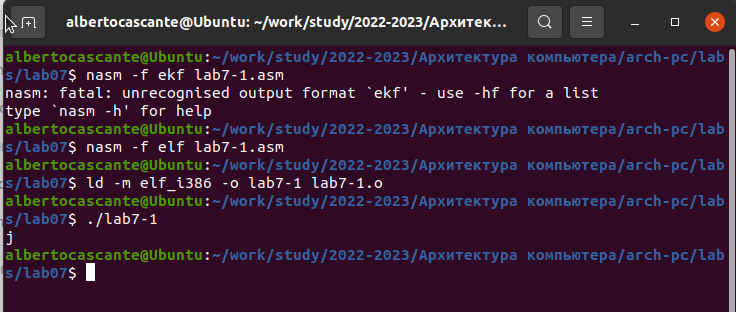 albertocascante@Ubuntu: ~/work/study/2022-2023/Архитек...
albertocascante@Ubuntu:~/work/study/2022-2023/Архитектура компьютера/arch-pc/lab
s/lab07$ nasm -f ekf lab7-1.asm
nasm: fatal: unrecognised output format `ekf' - use -hf for a list
type `nasm -h' for help
albertocascante@Ubuntu:~/work/study/2022-2023/Архитектура компьютера/arch-pc/lab
s/lab07$ nasm -f elf lab7-1.asm
albertocascante@Ubuntu:~/work/study/2022-2023/Архитектура компьютера/arch-pc/lab
s/lab07$ ld -m elf_i386 -o lab7-1 lab7-1.o
albertocascante@Ubuntu:~/work/study/2022-2023/Архитектура компьютера/arch-pc/lab
s/lab07$ ./lab7-1
j
albertocascante@Ubuntu:~/work/study/2022-2023/Архитектура компьютера/arch-pc/lab
s/lab07$